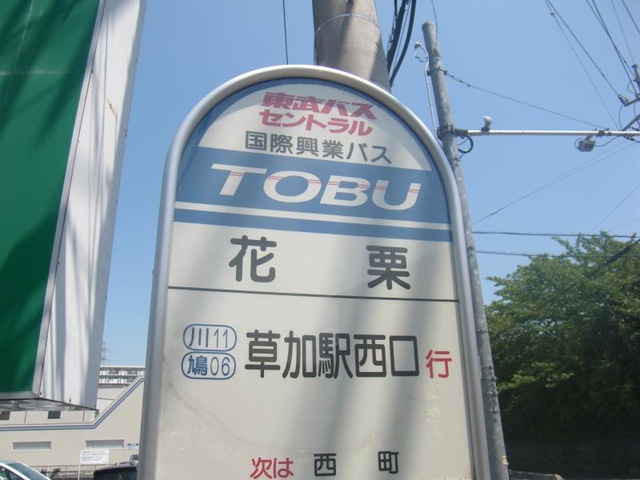 東武バス
セントラル
国際興業バス
TOBU
花栗
川11
鳩06
草加駅西口行
次は 西町